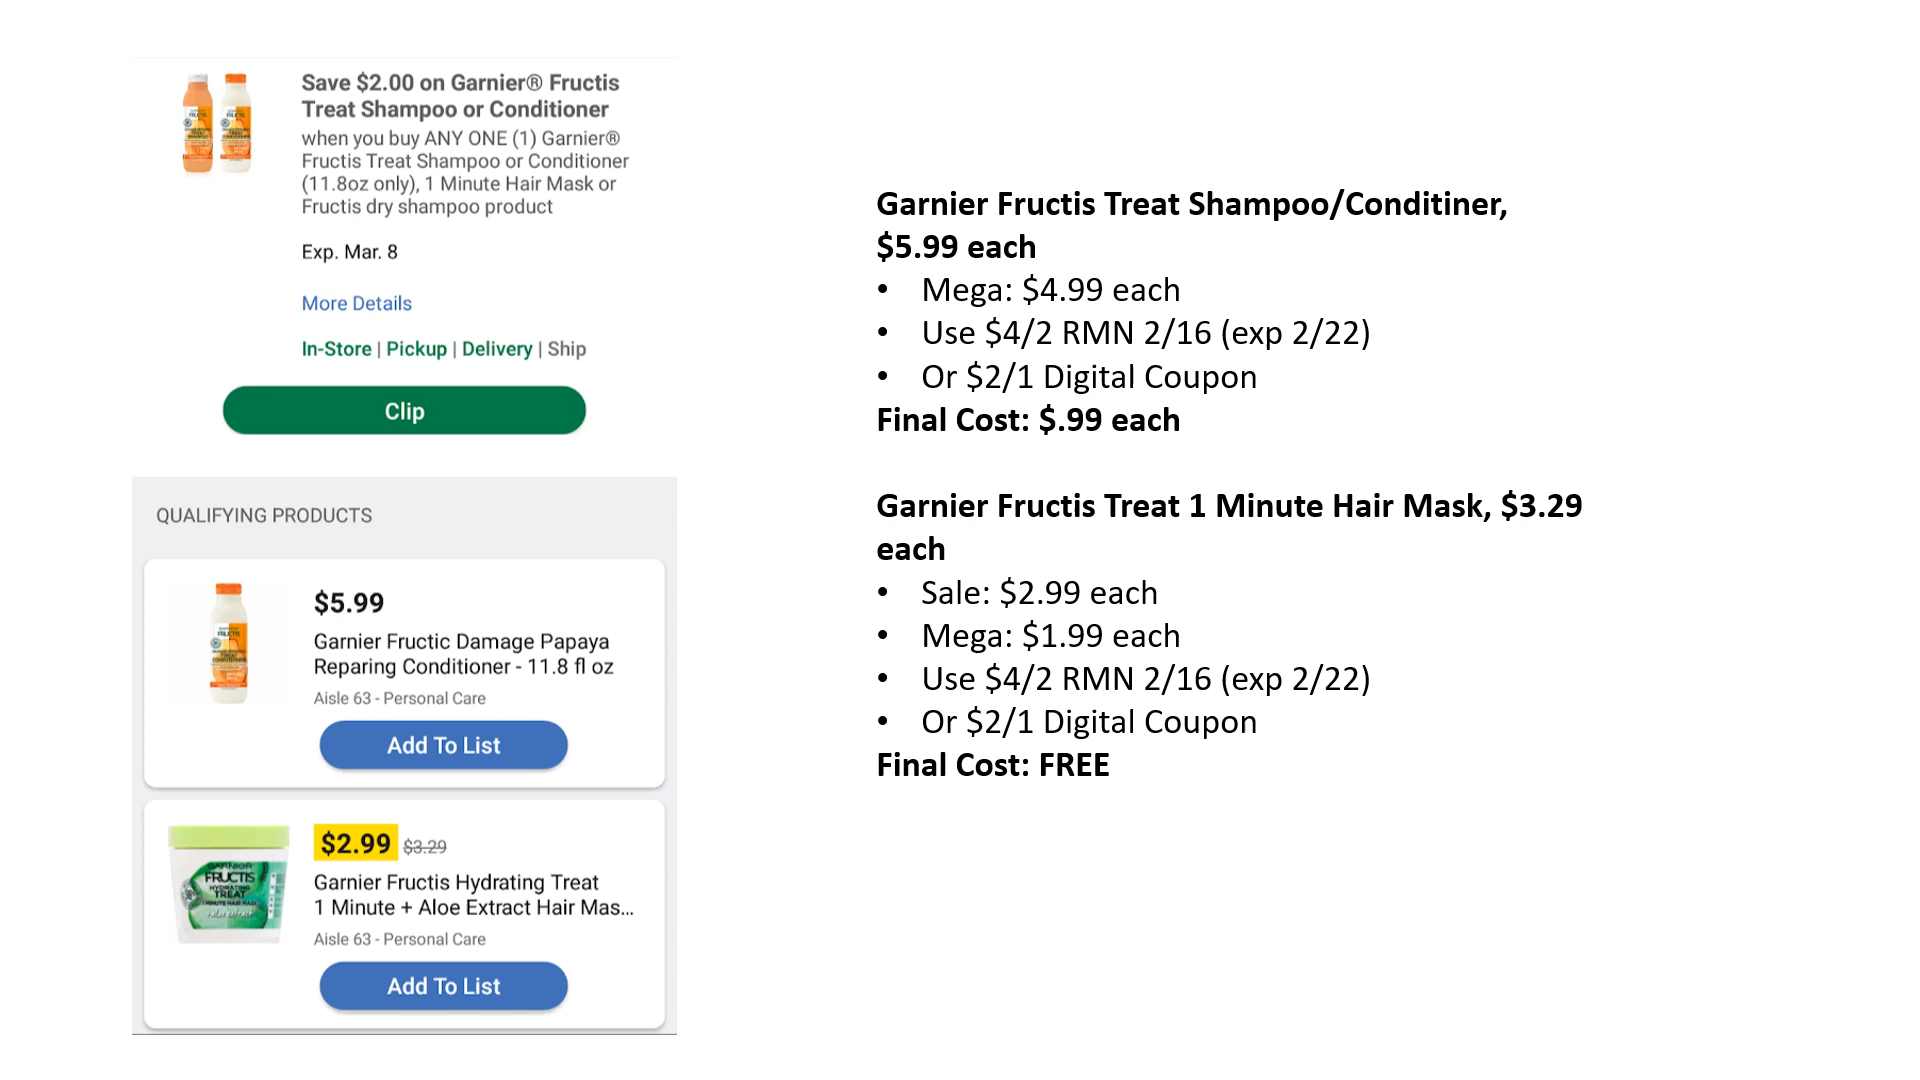 Save $2.00 on Garnier® Fructis
Treat Shampoo or Conditioner
when you buy ANY ONE (1) Garnier®
Fructis Treat Shampoo or Conditioner
(11.8oz only), 1 Minute Hair Mask or
Fructis dry shampoo product
Exp. Mar. 8
More Details
In-Store | Pickup | Delivery | Ship
Clip
QUALIFYING PRODUCTS
$5.99
Garnier Fructic Damage Papaya
Reparing Conditioner - 11.8 fl oz
Aisle 63 - Personal Care
Add To List
GARNIER
FRUCTIS
HYDRATING
TREAT
1 MINUTE HAIR MASK
$2.99 $3.29
Garnier Fructis Hydrating Treat
1 Minute + Aloe Extract Hair Mas...
Aisle 63 - Personal Care
Add To List
Garnier Fructis Treat Shampoo/Conditiner,
$5.99 each
• Mega: $4.99 each
• Use $4/2 RMN 2/16 (exp 2/22)
• Or $2/1 Digital Coupon
Final Cost: $.99 each
Garnier Fructis Treat 1 Minute Hair Mask, $3.29
each
• Sale: $2.99 each
• Mega: $1.99 each
• Use $4/2 RMN 2/16 (exp 2/22)
• Or $2/1 Digital Coupon
Final Cost: FREE